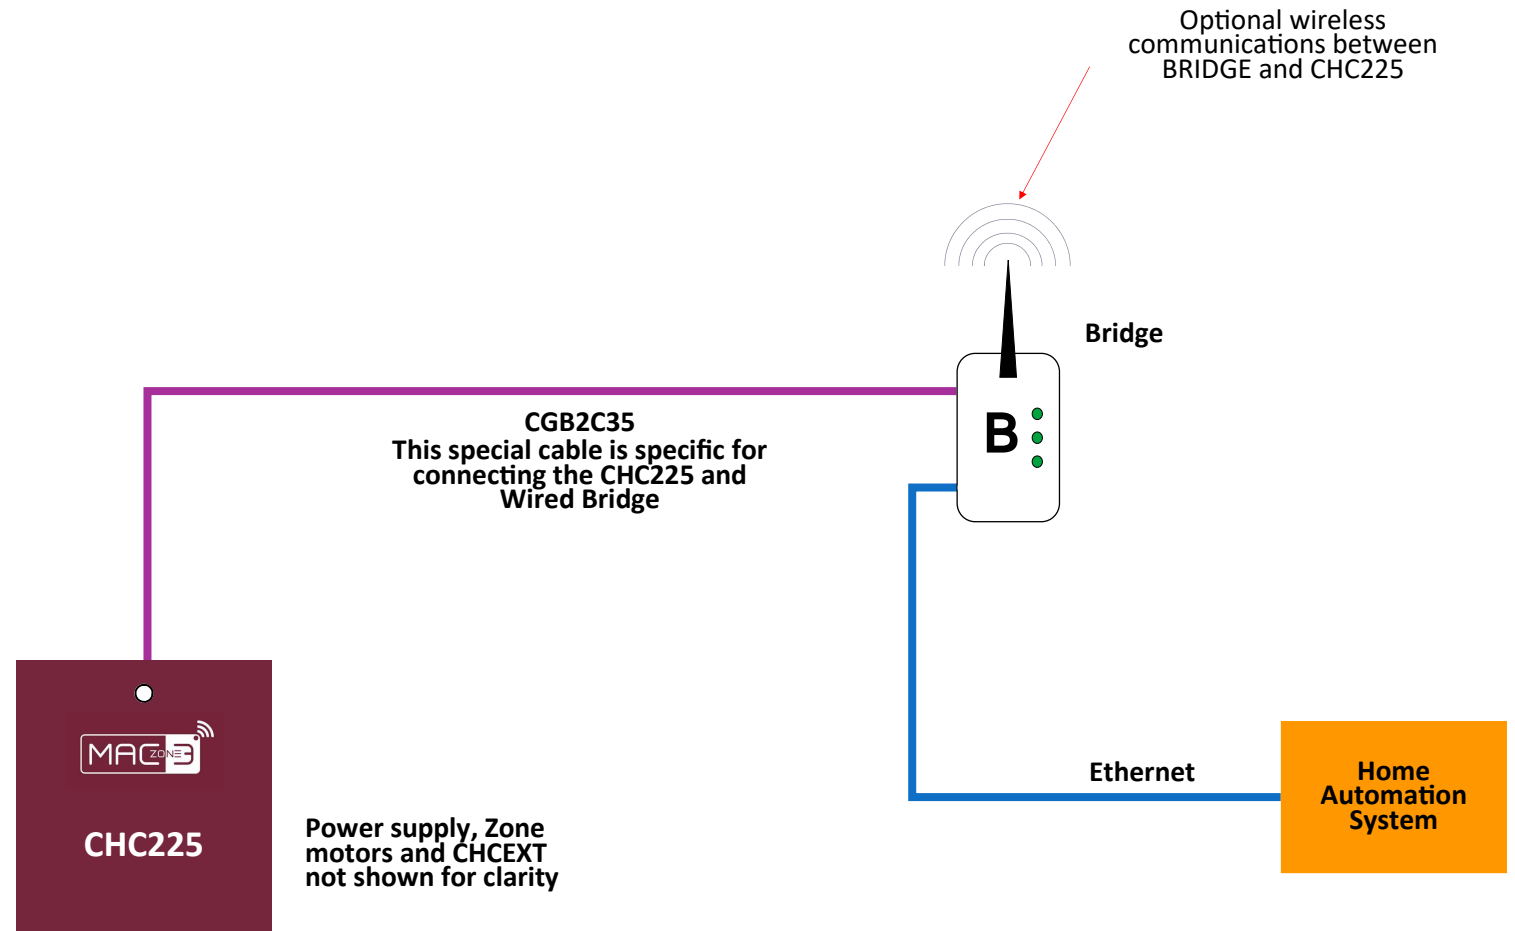 Optional wireless
communications between
BRIDGE and CHC225
Bridge
CGB2C35
This special cable is specific for
connecting the CHC225 and
Wired Bridge
B
MAC ZONE 3
CHC225
Power supply, Zone
motors and CHCEXT
not shown for clarity
Ethernet
Home
Automation
System